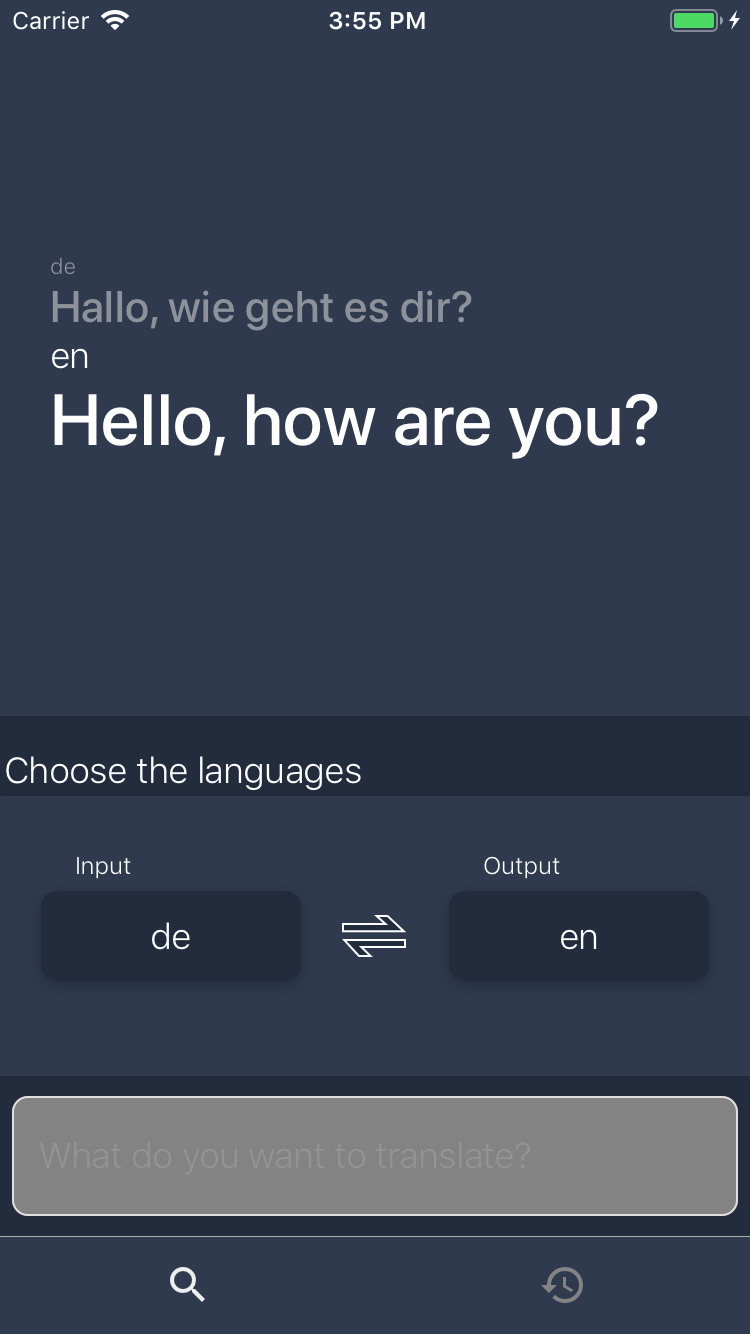 Carrier 3:55 PM
de
Hallo, wie geht es dir?
en
Hello, how are you?
Choose the languages
Input Output
de en
What do you want to translate?